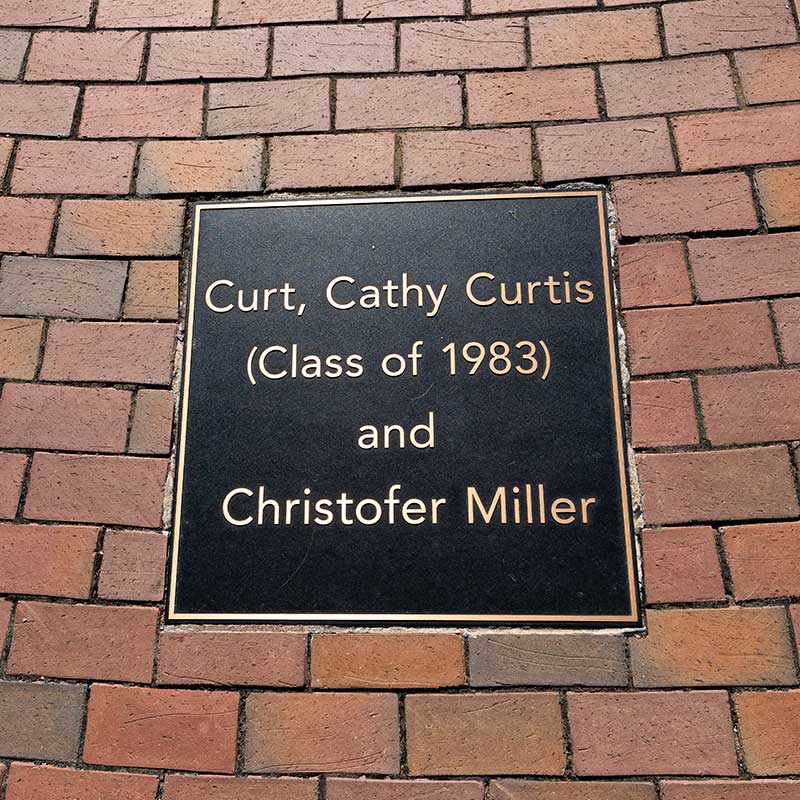 Curt, Cathy Curtis
(Class of 1983)
and
Christofer Miller